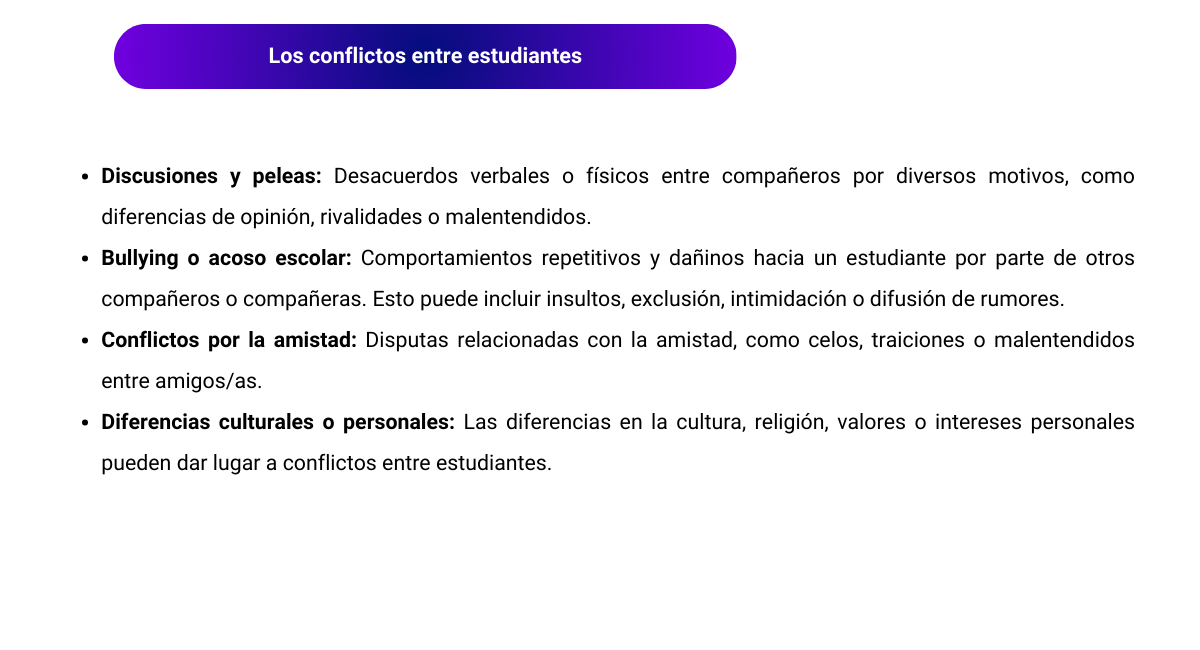 Los conflictos entre estudiantes
• Discusiones y peleas: Desacuerdos verbales o físicos entre compañeros por diversos motivos, como
diferencias de opinión, rivalidades o malentendidos.
• Bullying o acoso escolar: Comportamientos repetitivos y dañinos hacia un estudiante por parte de otros
compañeros o compañeras. Esto puede incluir insultos, exclusión, intimidación o difusión de rumores.
• Conflictos por la amistad: Disputas relacionadas con la amistad, como celos, traiciones o malentendidos
entre amigos/as.
• Diferencias culturales o personales: Las diferencias en la cultura, religión, valores o intereses personales
pueden dar lugar a conflictos entre estudiantes.